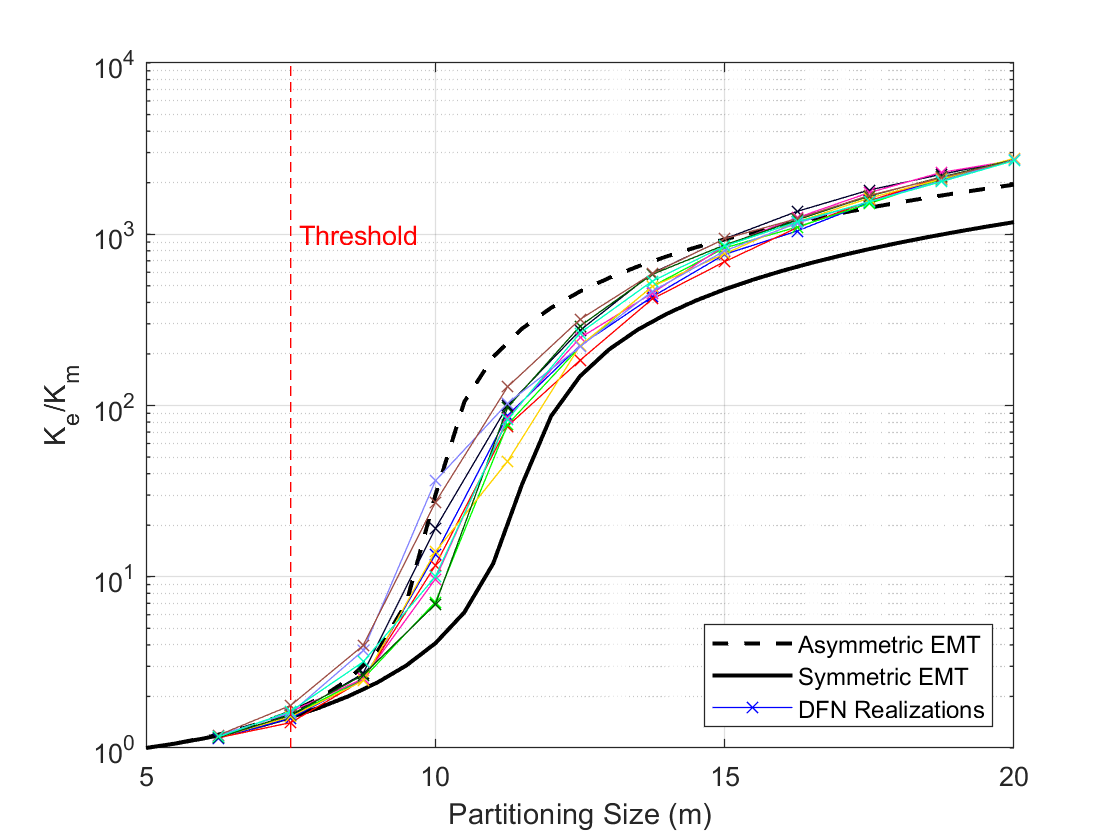 10^4
10^3
10^2
10^1
10^0
K_e/K_m
Threshold
Asymmetric EMT
Symmetric EMT
DFN Realizations
5 10 15 20
Partitioning Size (m)